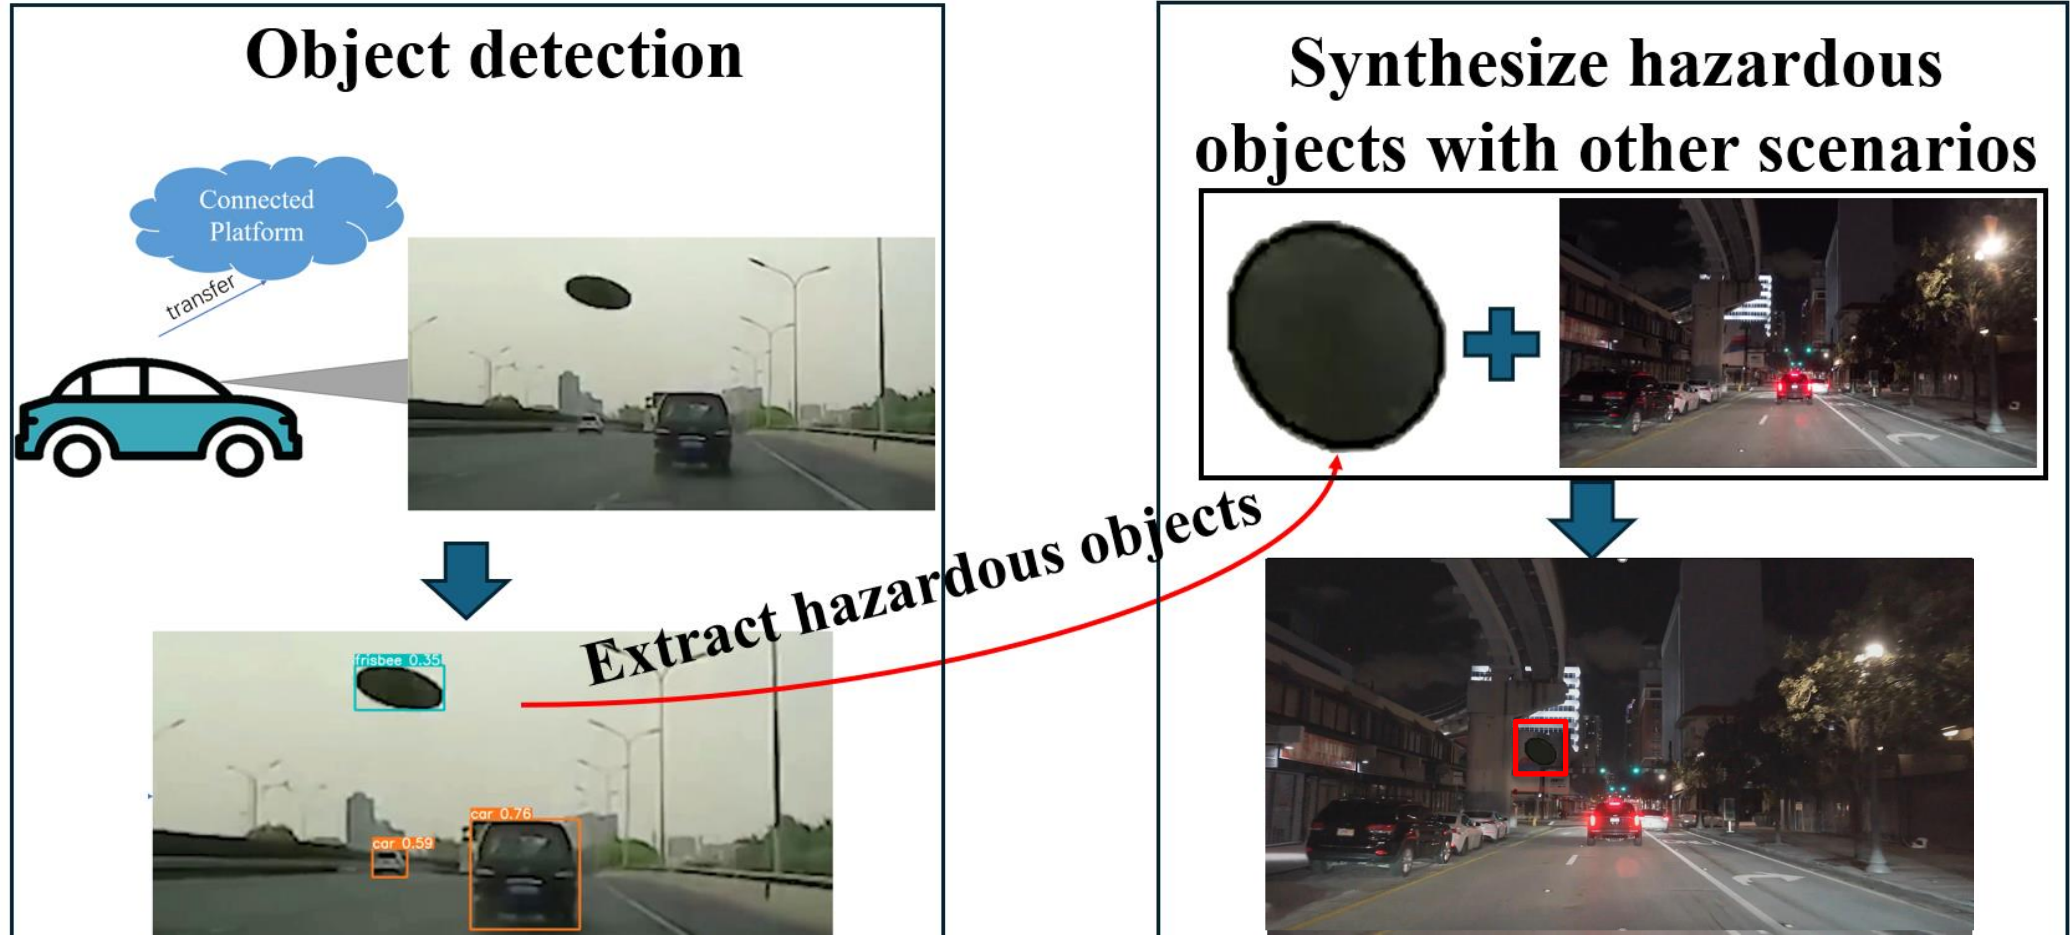 Object detection
Connected
Platform
transfer
frisbee 0.35
car 0.76
car 0.59
Extract hazardous objects
Synthesize hazardous
objects with other scenarios